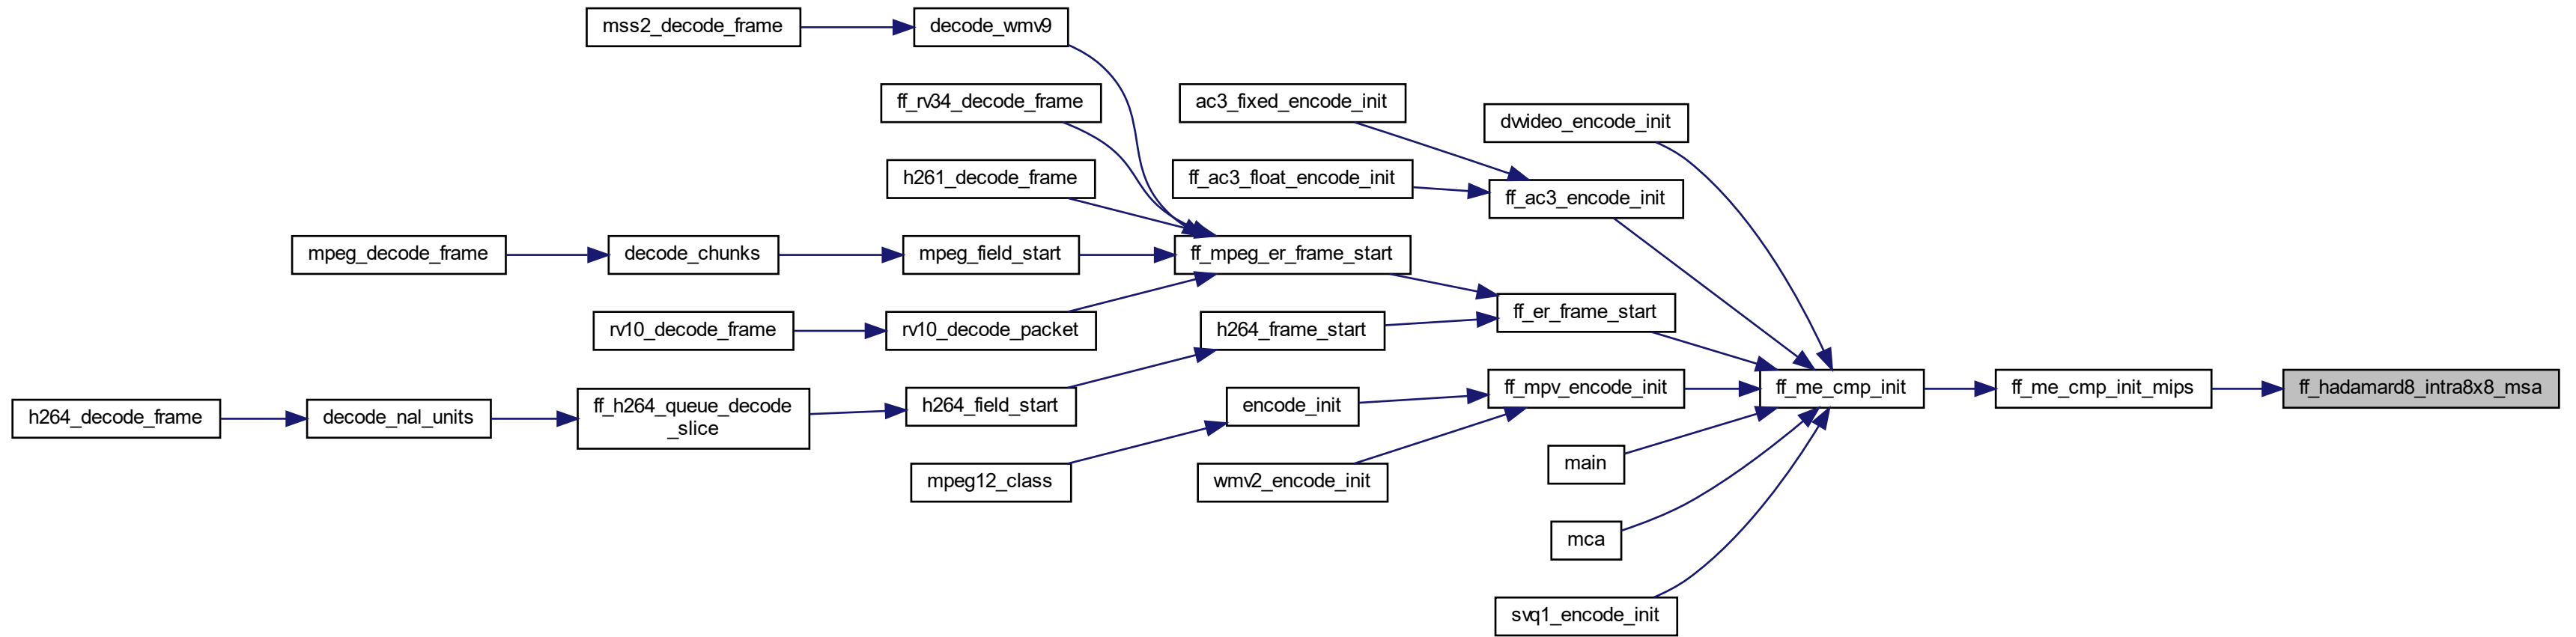 mss2_decode_frame
decode_wmv9
ff_rv34_decode_frame
ac3_fixed_encode_init
dvvideo_encode_init
h261_decode_frame
ff_ac3_float_encode_init
ff_ac3_encode_init
mpeg_decode_frame
decode_chunks
mpeg_field_start
ff_mpeg_er_frame_start
ff_er_frame_start
rv10_decode_frame
rv10_decode_packet
h264_frame_start
ff_mpv_encode_init
ff_me_cmp_init
ff_me_cmp_init_mips
ff_hadamard8_intra8x8_msa
h264_decode_frame
decode_nal_units
ff_h264_queue_decode
_slice
h264_field_start
encode_init
main
mpeg12_class
wmv2_encode_init
mca
svq1_encode_init